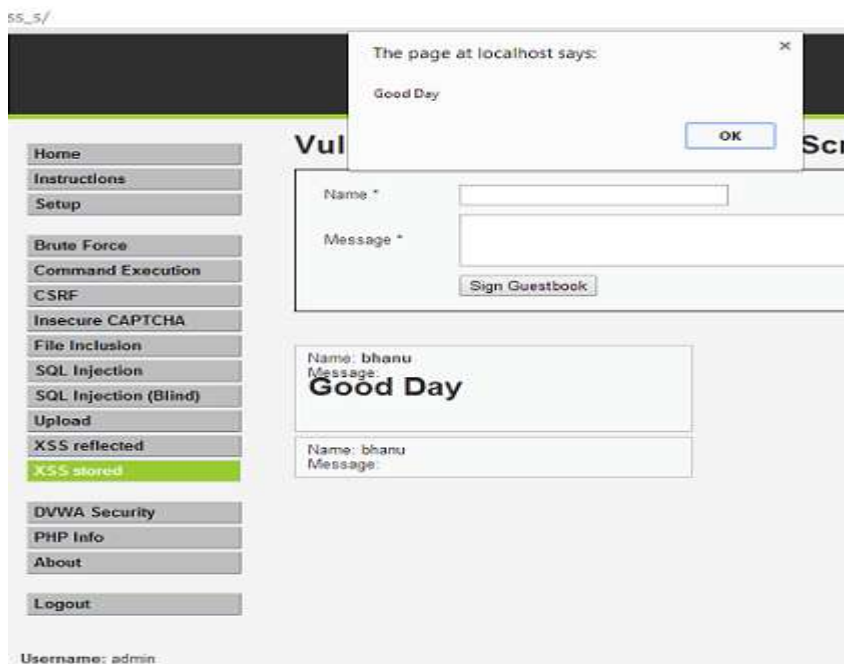 ss_s/
The page at localhost says:
×
Good Day
OK
Vul
Scr
Home
Instructions
Setup
Brute Force
Command Execution
CSRF
Insecure CAPTCHA
File Inclusion
SQL Injection
SQL Injection (Blind)
Upload
XSS reflected
XSS stored
DVWA Security
PHP Info
About
Logout
Username: admin
Name *
Message *
Sign Guestbook
Name: bhanu
Message:
Good Day
Name: bhanu
Message: